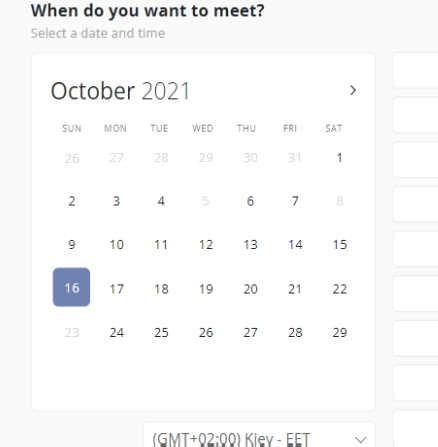 When do you want to meet?
Select a date and time
October 2021
SUN MON TUE WED THU FRI SAT
26 27 28 29 30 31 1
2 3 4 5 6 7 8
9 10 11 12 13 14 15
16 17 18 19 20 21 22
23 24 25 26 27 28 29
(GMT+02:00) Kiev - EET